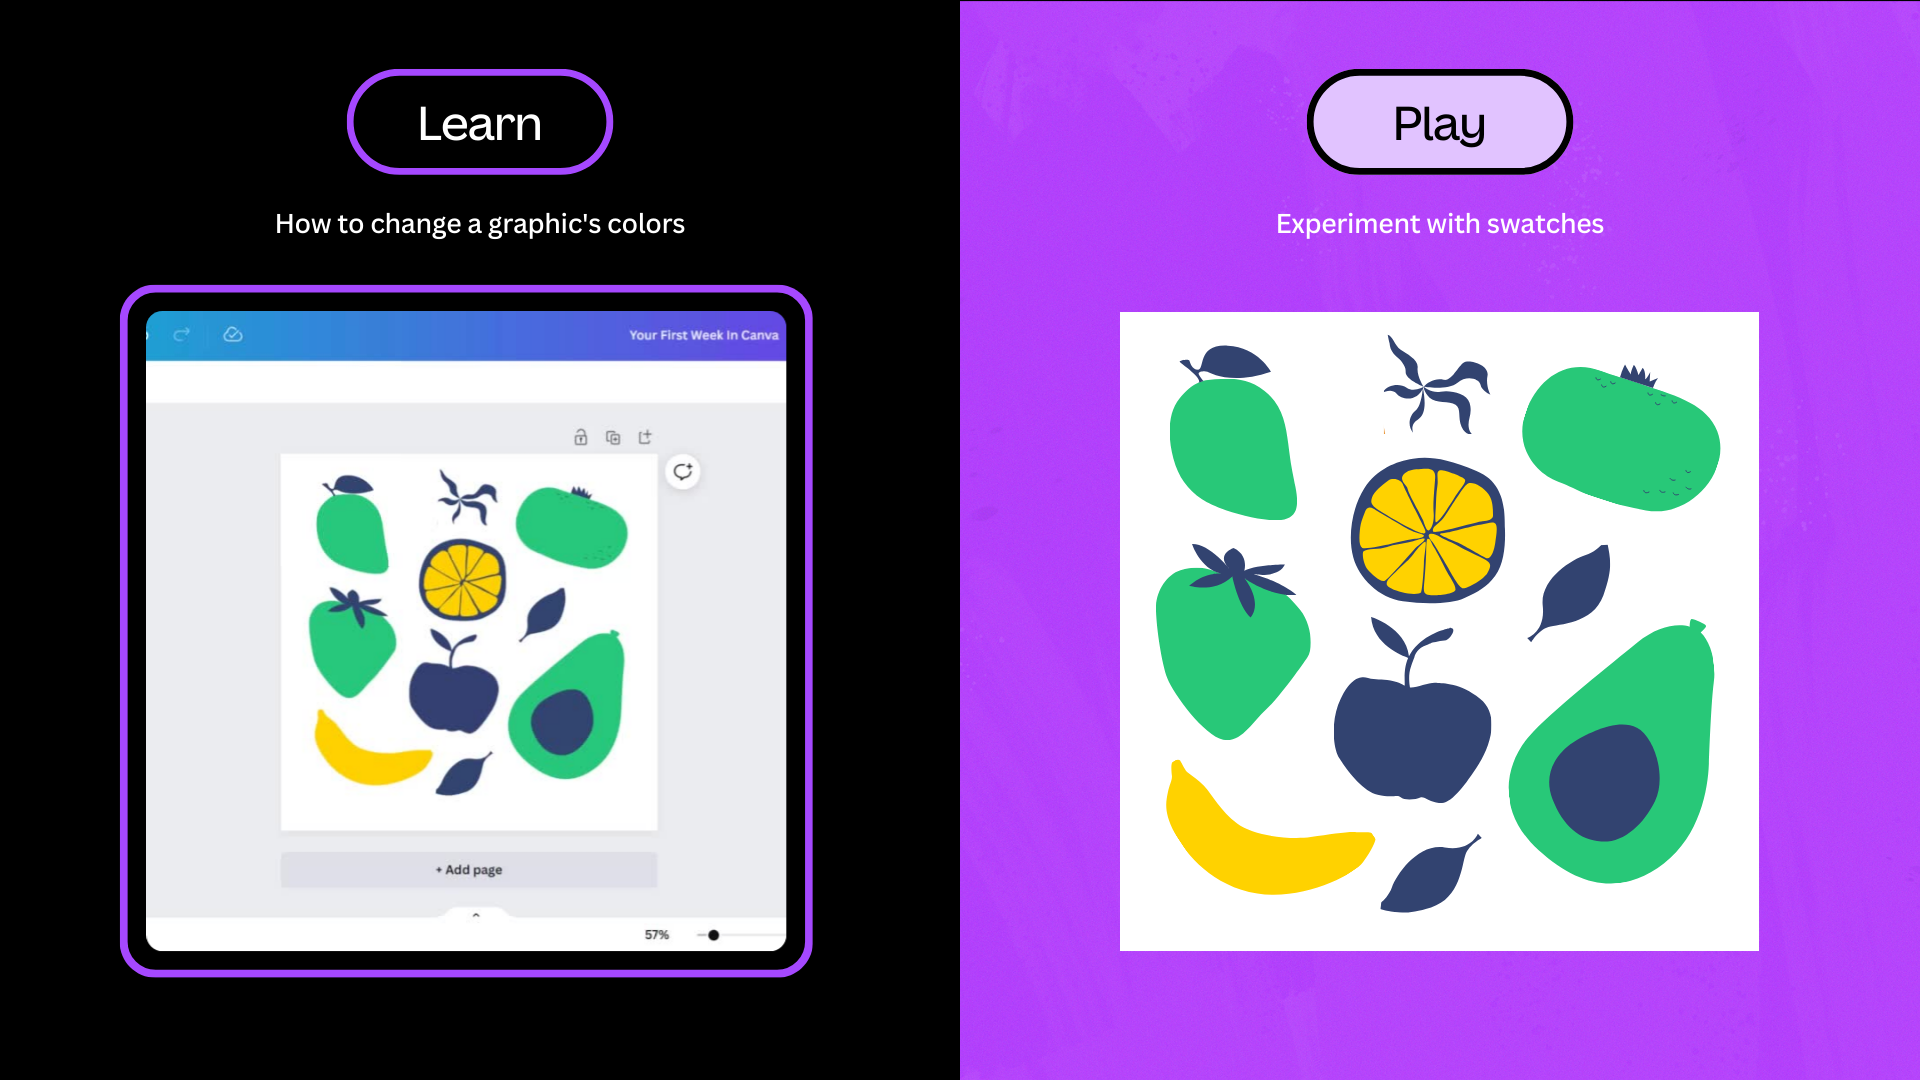 Learn
How to change a graphic's colors
Your First Week In Canva
+ Add page
57%
Play
Experiment with swatches